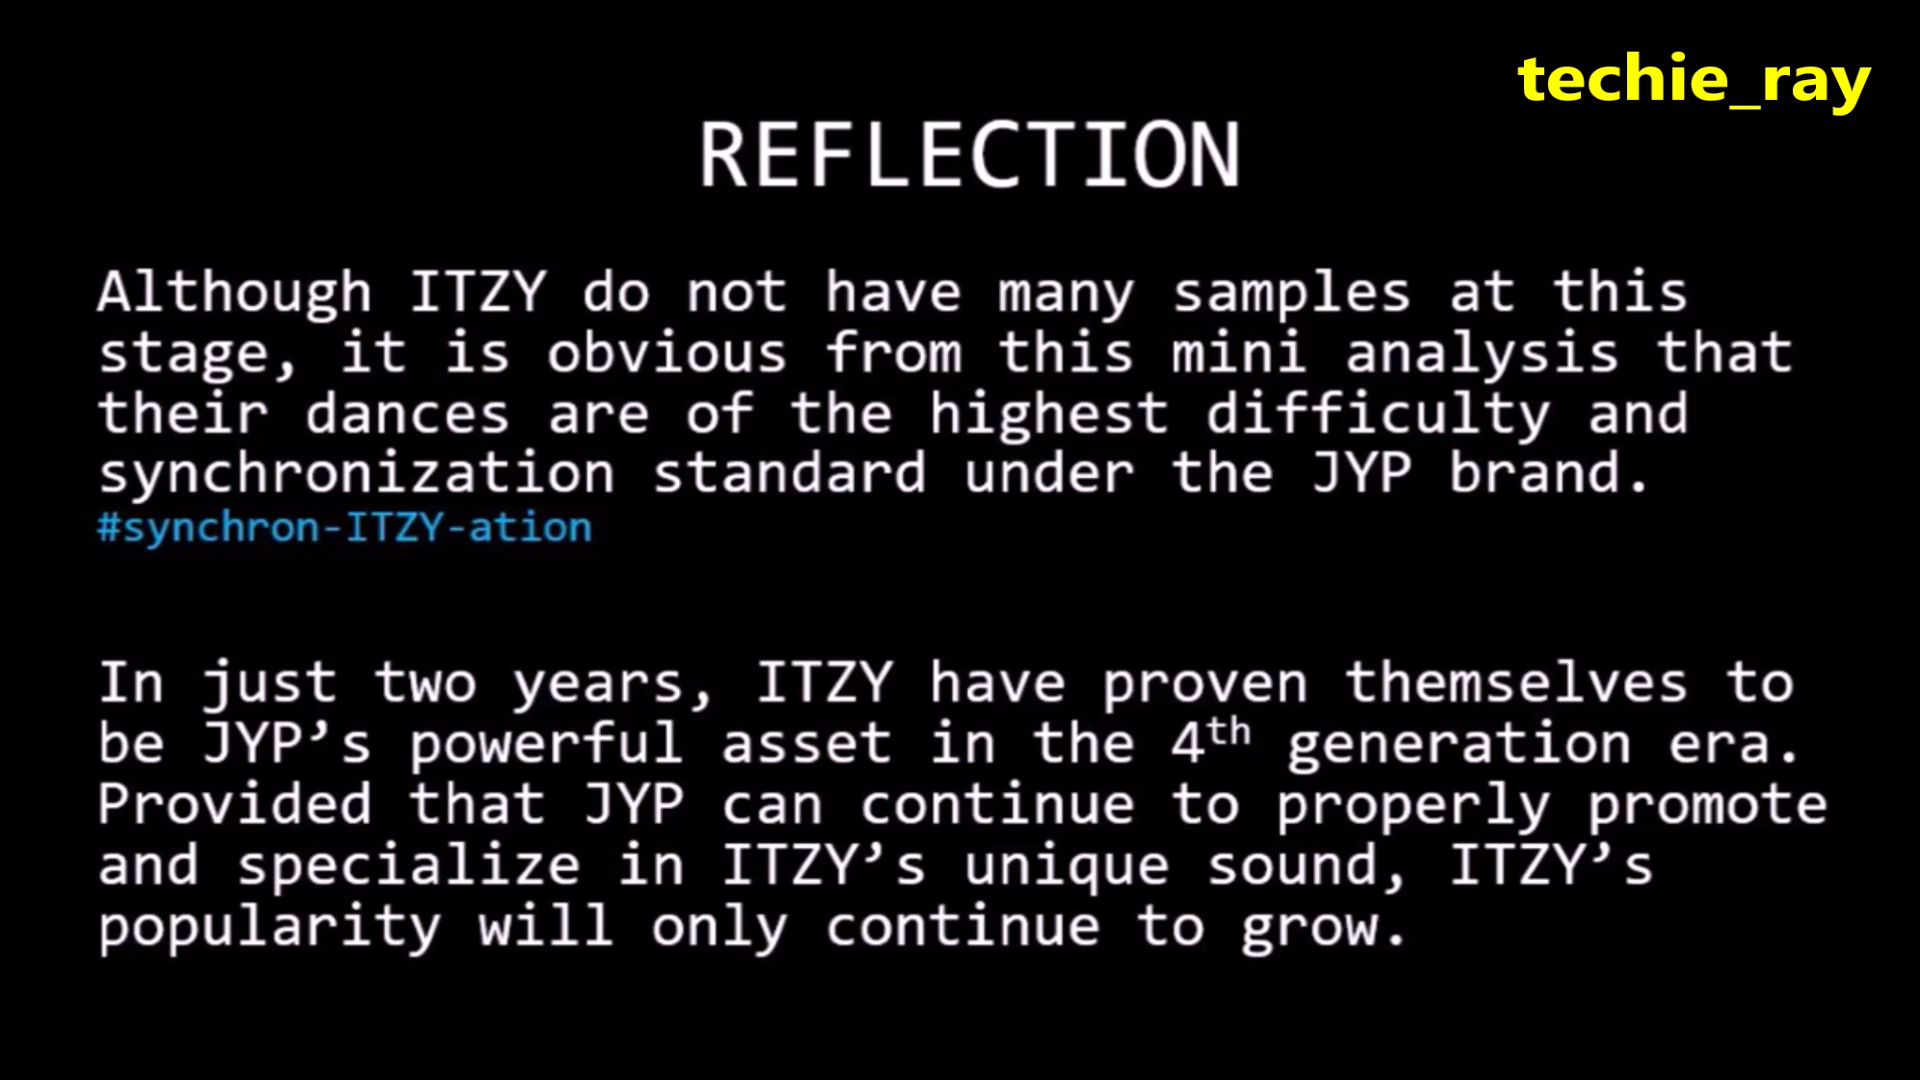 techie_ray
REFLECTION
Although ITZY do not have many samples at this
stage, it is obvious from this mini analysis that
their dances are of the highest difficulty and
synchronization standard under the JYP brand.
#synchron-ITZY-ation
In just two years, ITZY have proven themselves to
be JYP’s powerful asset in the 4th generation era.
Provided that JYP can continue to properly promote
and specialize in ITZY’s unique sound, ITZY’s
popularity will only continue to grow.